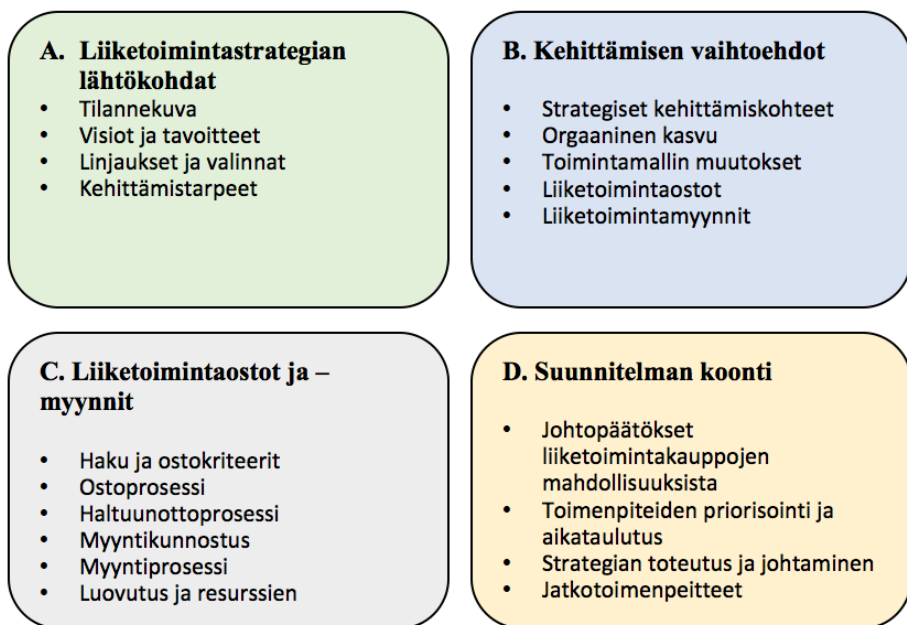 A. Liiketoimintastrategian
lähtökohdat
• Tilannekuva
• Visiot ja tavoitteet
• Linjaukset ja valinnat
• Kehittämistarpeet
B. Kehittämisen vaihtoehdot
• Strategiset kehittämiskohteet
• Orgaaninen kasvu
• Toimintamallin muutokset
• Liiketoimintaostot
• Liiketoimintamyynnit
C. Liiketoimintaostot ja –
myynnit
• Haku ja ostokriteerit
• Ostoprosessi
• Haltuunottoprosessi
• Myyntikunnostus
• Myyntiprosessi
• Luovutus ja resurssien
D. Suunnitelman koonti
• Johtopäätökset
liiketoimintakauppojen
mahdollisuuksista
• Toimenpiteiden priorisointi ja
aikataulutus
• Strategian toteutus ja johtaminen
• Jatkotoimenpeitteet